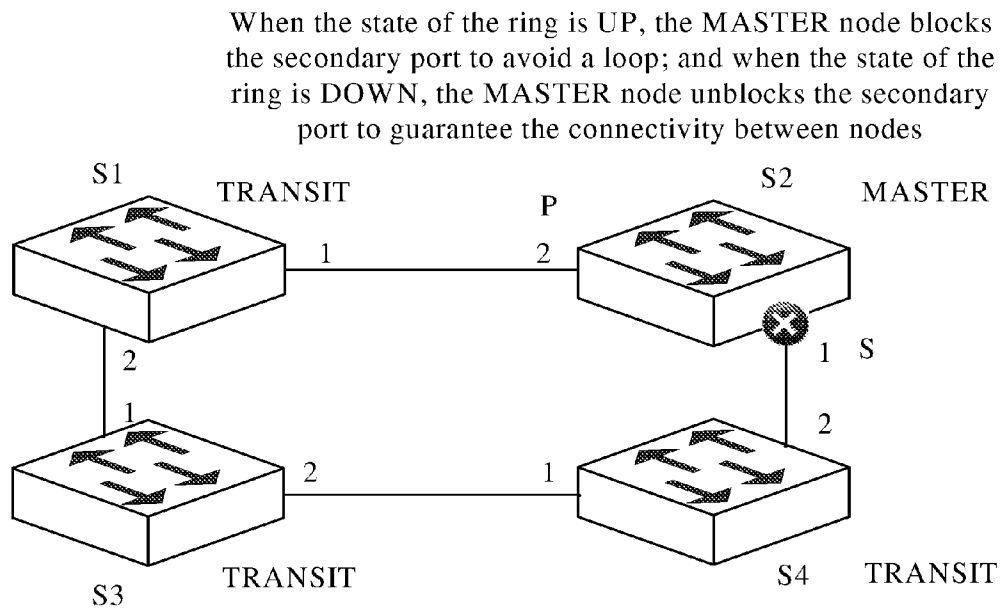 When the state of the ring is UP, the MASTER node blocks
the secondary port to avoid a loop; and when the state of the
ring is DOWN, the MASTER node unblocks the secondary
port to guarantee the connectivity between nodes
S1
TRANSIT
P
S2
MASTER
1
2
2
1
S
1
2
2
1
S3
TRANSIT
S4
TRANSIT